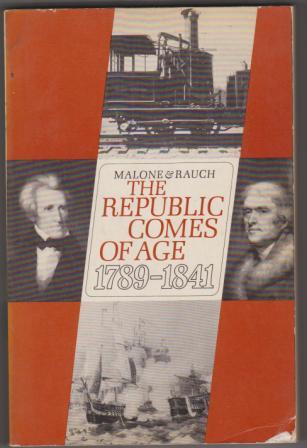 MALONE & RAUCH
THE
REPUBLIC
COMES
OF AGE
1789-1841